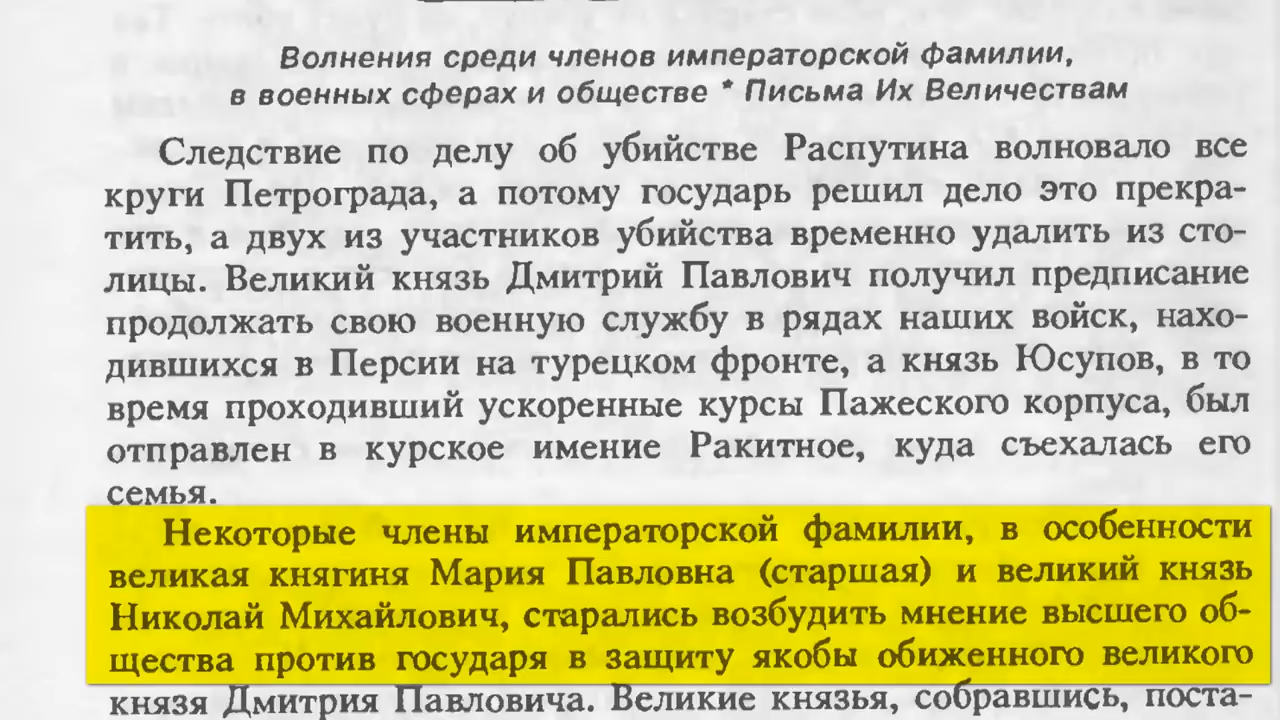 Волнения среди членов императорской фамилии,
в военных сферах и обществе * Письма Их Величествам
Следствие по делу об убийстве Распутина волновало все
круги Петрограда, а потому государь решил дело это прекра-
тить, а двух из участников убийства временно удалить из сто-
лицы. Великий князь Дмитрий Павлович получил предписание
продолжать свою военную службу в рядах наших войск, нахо-
дившихся в Персии на турецком фронте, а князь Юсупов, в то
время проходивший ускоренные курсы Пажеского корпуса, был
отправлен в курское имение Ракитное, куда съехалась его
семья.
Некоторые члены императорской фамилии, в особенности
великая княгиня Мария Павловна (старшая) и великий князь
Николай Михайлович, старались возбудить мнение высшего об-
щества против государя в защиту якобы обиженного великого
князя Дмитрия Павловича. Великие князья, собравшись, поста-